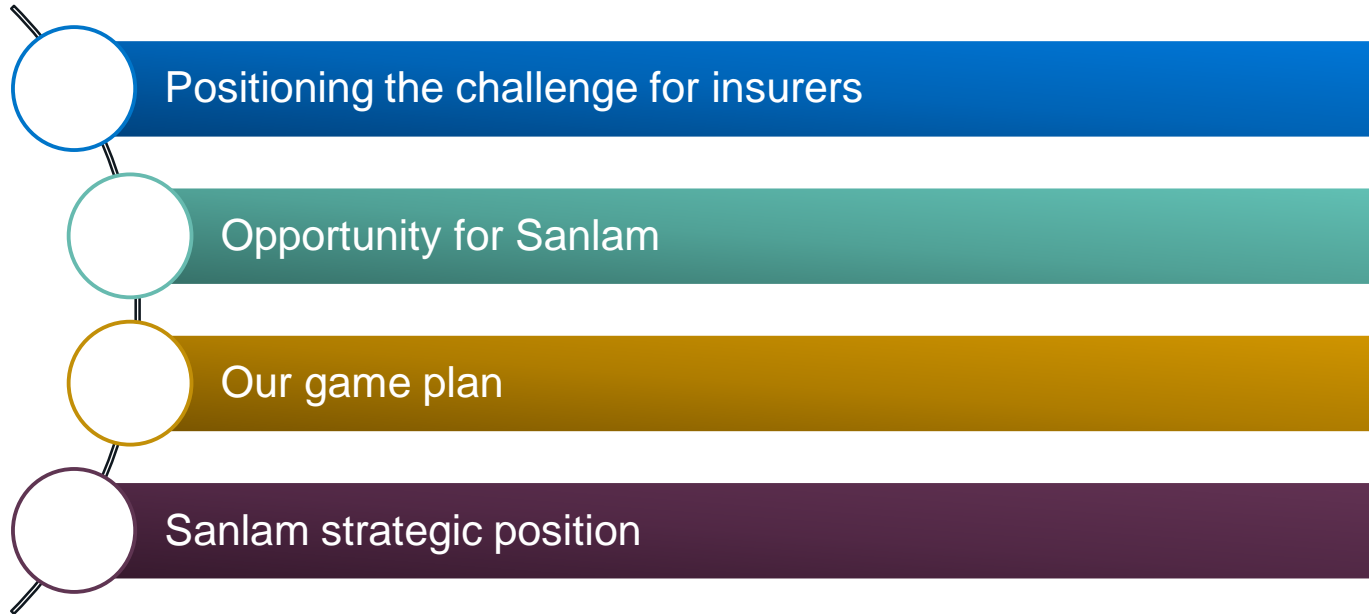 Positioning the challenge for insurers
Opportunity for Sanlam
Our game plan
Sanlam strategic position